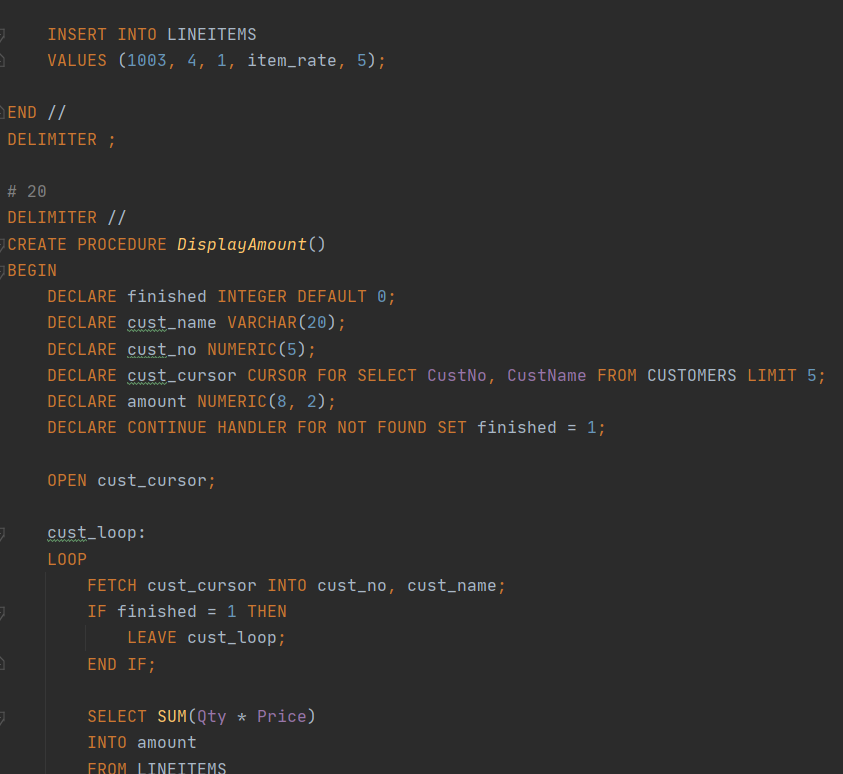 INSERT INTO LINEITEMS
VALUES (1003, 4, 1, item_rate, 5);
END //
DELIMITER ;
# 20
DELIMITER //
CREATE PROCEDURE DisplayAmount()
BEGIN
DECLARE finished INTEGER DEFAULT 0;
DECLARE cust_name VARCHAR(20);
DECLARE cust_no NUMERIC(5);
DECLARE cust_cursor CURSOR FOR SELECT CustNo, CustName FROM CUSTOMERS LIMIT 5;
DECLARE amount NUMERIC(8, 2);
DECLARE CONTINUE HANDLER FOR NOT FOUND SET finished = 1;
OPEN cust_cursor;
cust_loop:
LOOP
FETCH cust_cursor INTO cust_no, cust_name;
IF finished = 1 THEN
LEAVE cust_loop;
END IF;
SELECT SUM(Qty * Price)
INTO amount
FROM LINEITEMS